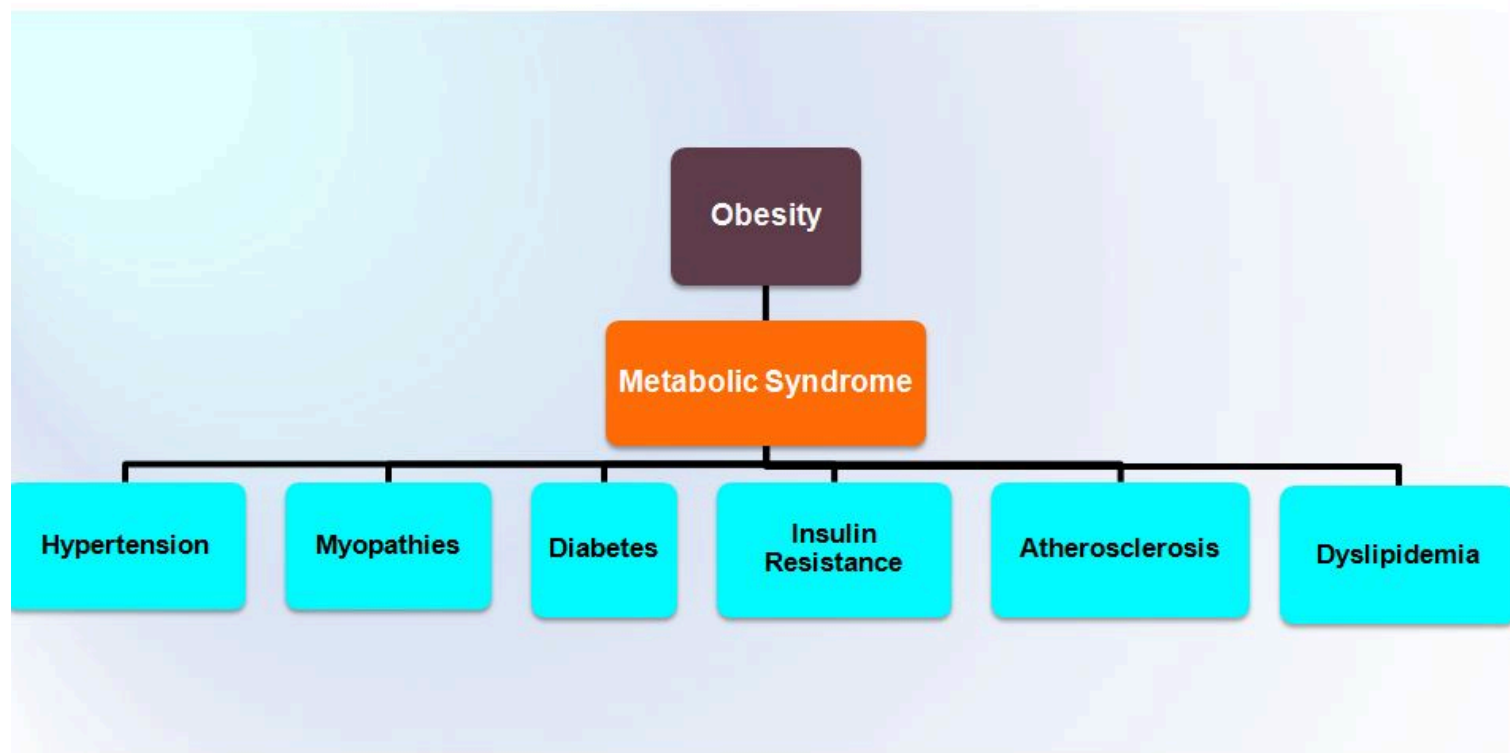 Obesity
Metabolic Syndrome
Hypertension
Myopathies
Diabetes
Insulin
Resistance
Atherosclerosis
Dyslipidemia